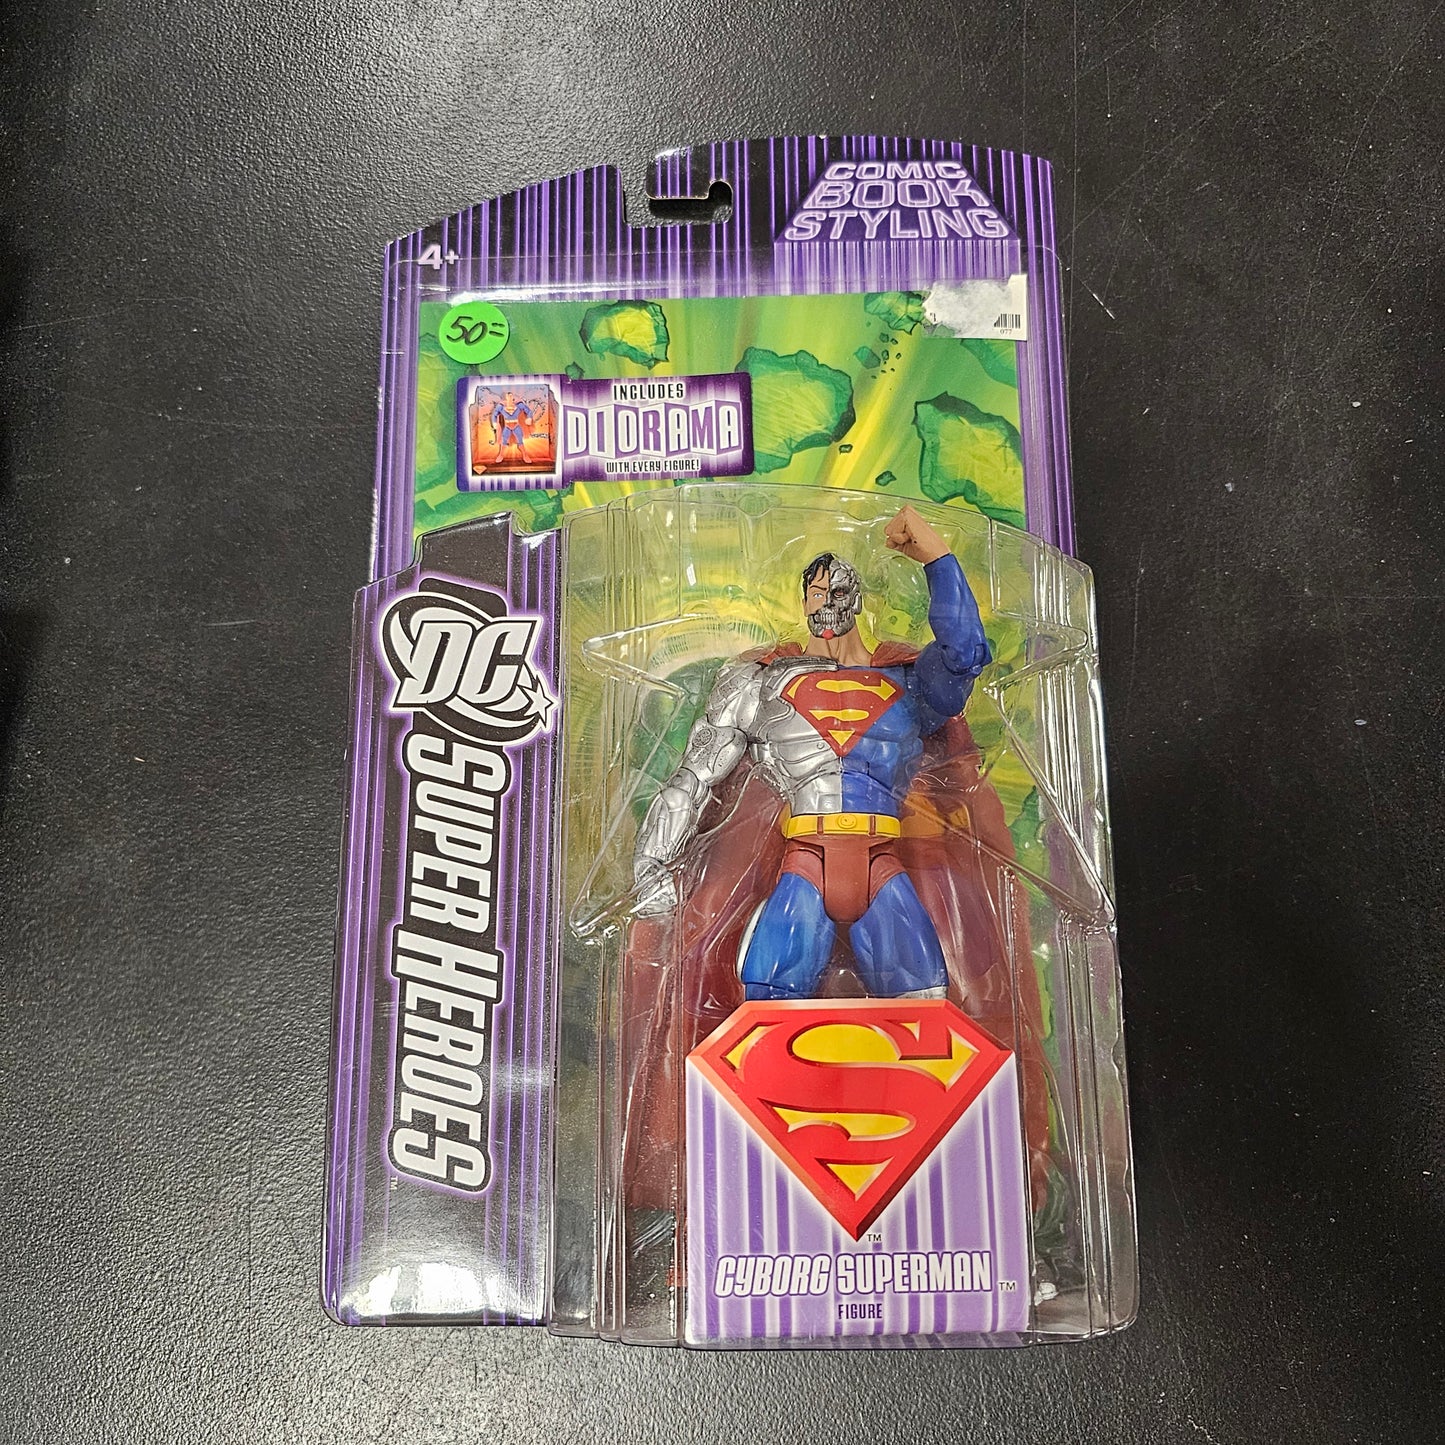 COMIC
BOOK
STYLING
4+
50=
077
INCLUDES
DIORAMA
WITH EVERY FIGURE!
DC
SUPER HEROES
TM
S
S
TM
CYBORG SUPERMAN TM
FIGURE